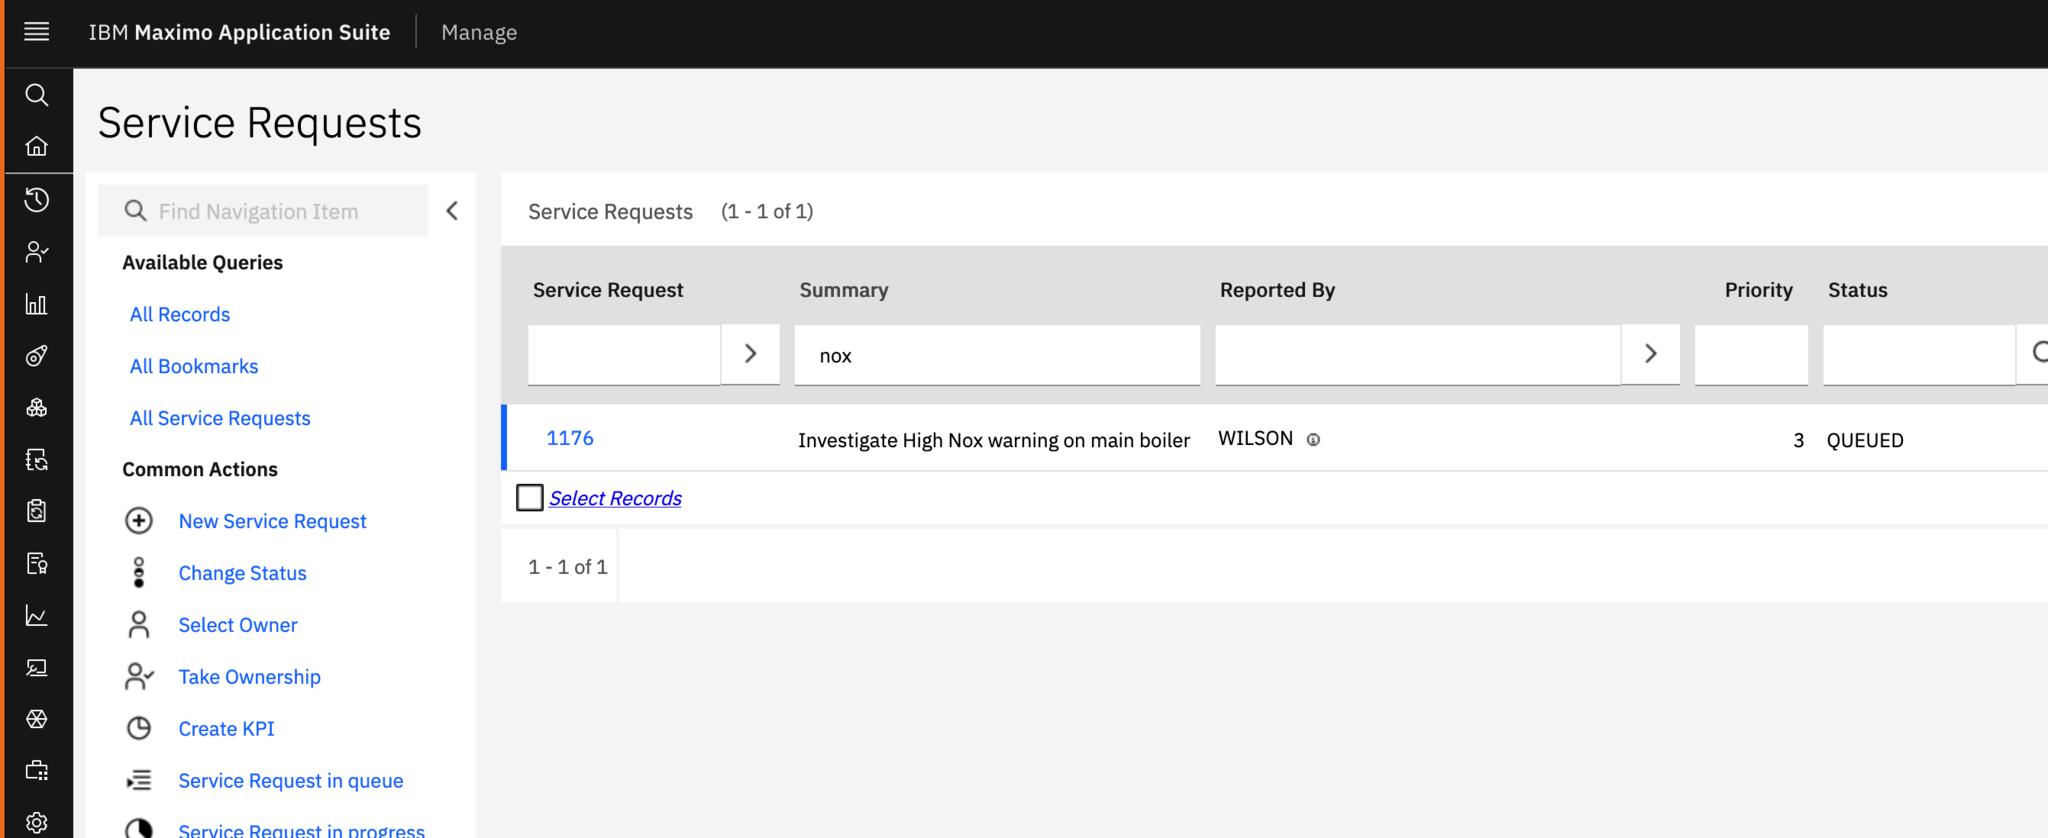 IBM Maximo Application Suite Manage
Service Requests
Find Navigation Item
Available Queries
All Records
All Bookmarks
All Service Requests
Common Actions
New Service Request
Change Status
Select Owner
Take Ownership
Create KPI
Service Request in queue
Service Request in progress
Service Requests (1 - 1 of 1)
Service Request Summary Reported By Priority Status
nox
1176 Investigate High Nox warning on main boiler WILSON 3 QUEUED
Select Records
1 - 1 of 1